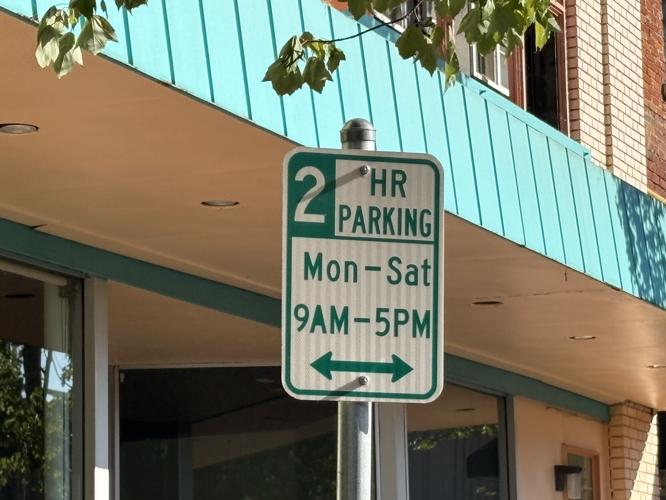 2 HR
PARKING
Mon-Sat
9AM-5PM